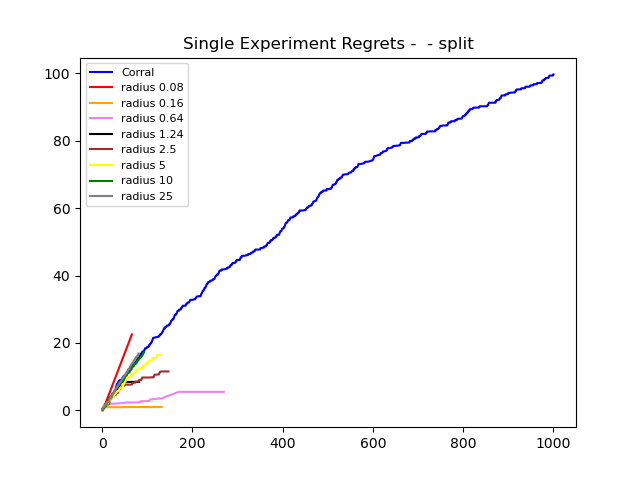 Single Experiment Regrets -  - split
Corral
radius 0.08
radius 0.16
radius 0.64
radius 1.24
radius 2.5
radius 5
radius 10
radius 25
100
80
60
40
20
0
0 200 400 600 800 1000